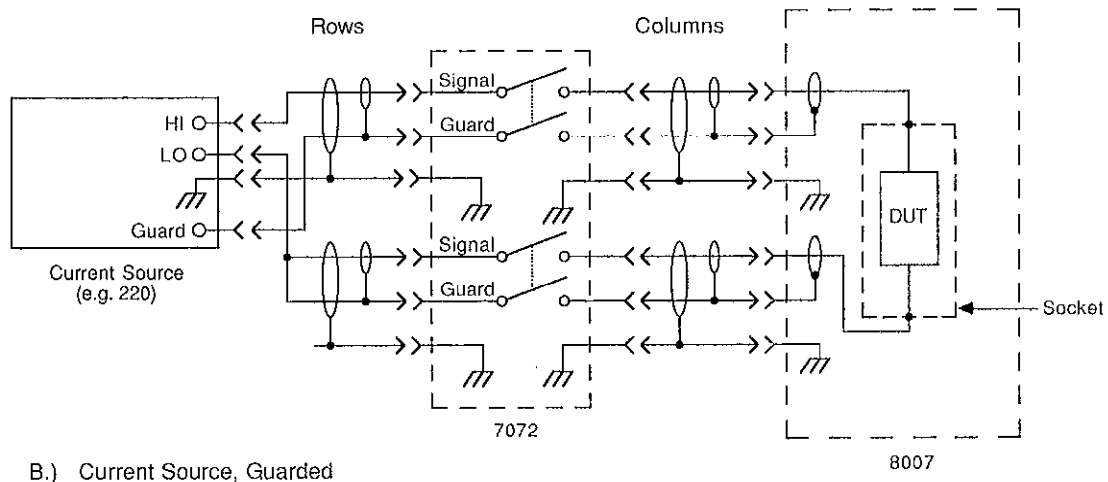 Rows
Columns
Signal
Guard
HI
LO
Guard
Current Source
(e.g. 220)
Signal
Guard
DUT
Socket
7072
8007
B.) Current Source, Guarded